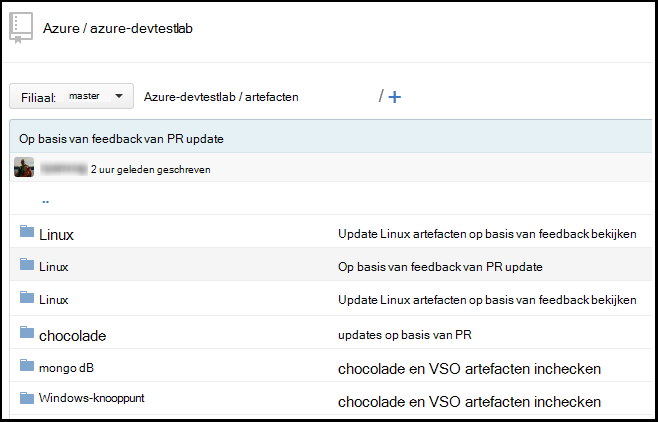 Azure / azure-devtestlab
Filiaal: master Azure-devtestlab / artefacten / +
Op basis van feedback van PR update
2 uur geleden geschreven
..
Linux Update Linux artefacten op basis van feedback bekijken
Linux Op basis van feedback van PR update
Linux Update Linux artefacten op basis van feedback bekijken
chocolade updates op basis van PR
mongo dB chocolade en VSO artefacten inchecken
Windows-knooppunt chocolade en VSO artefacten inchecken